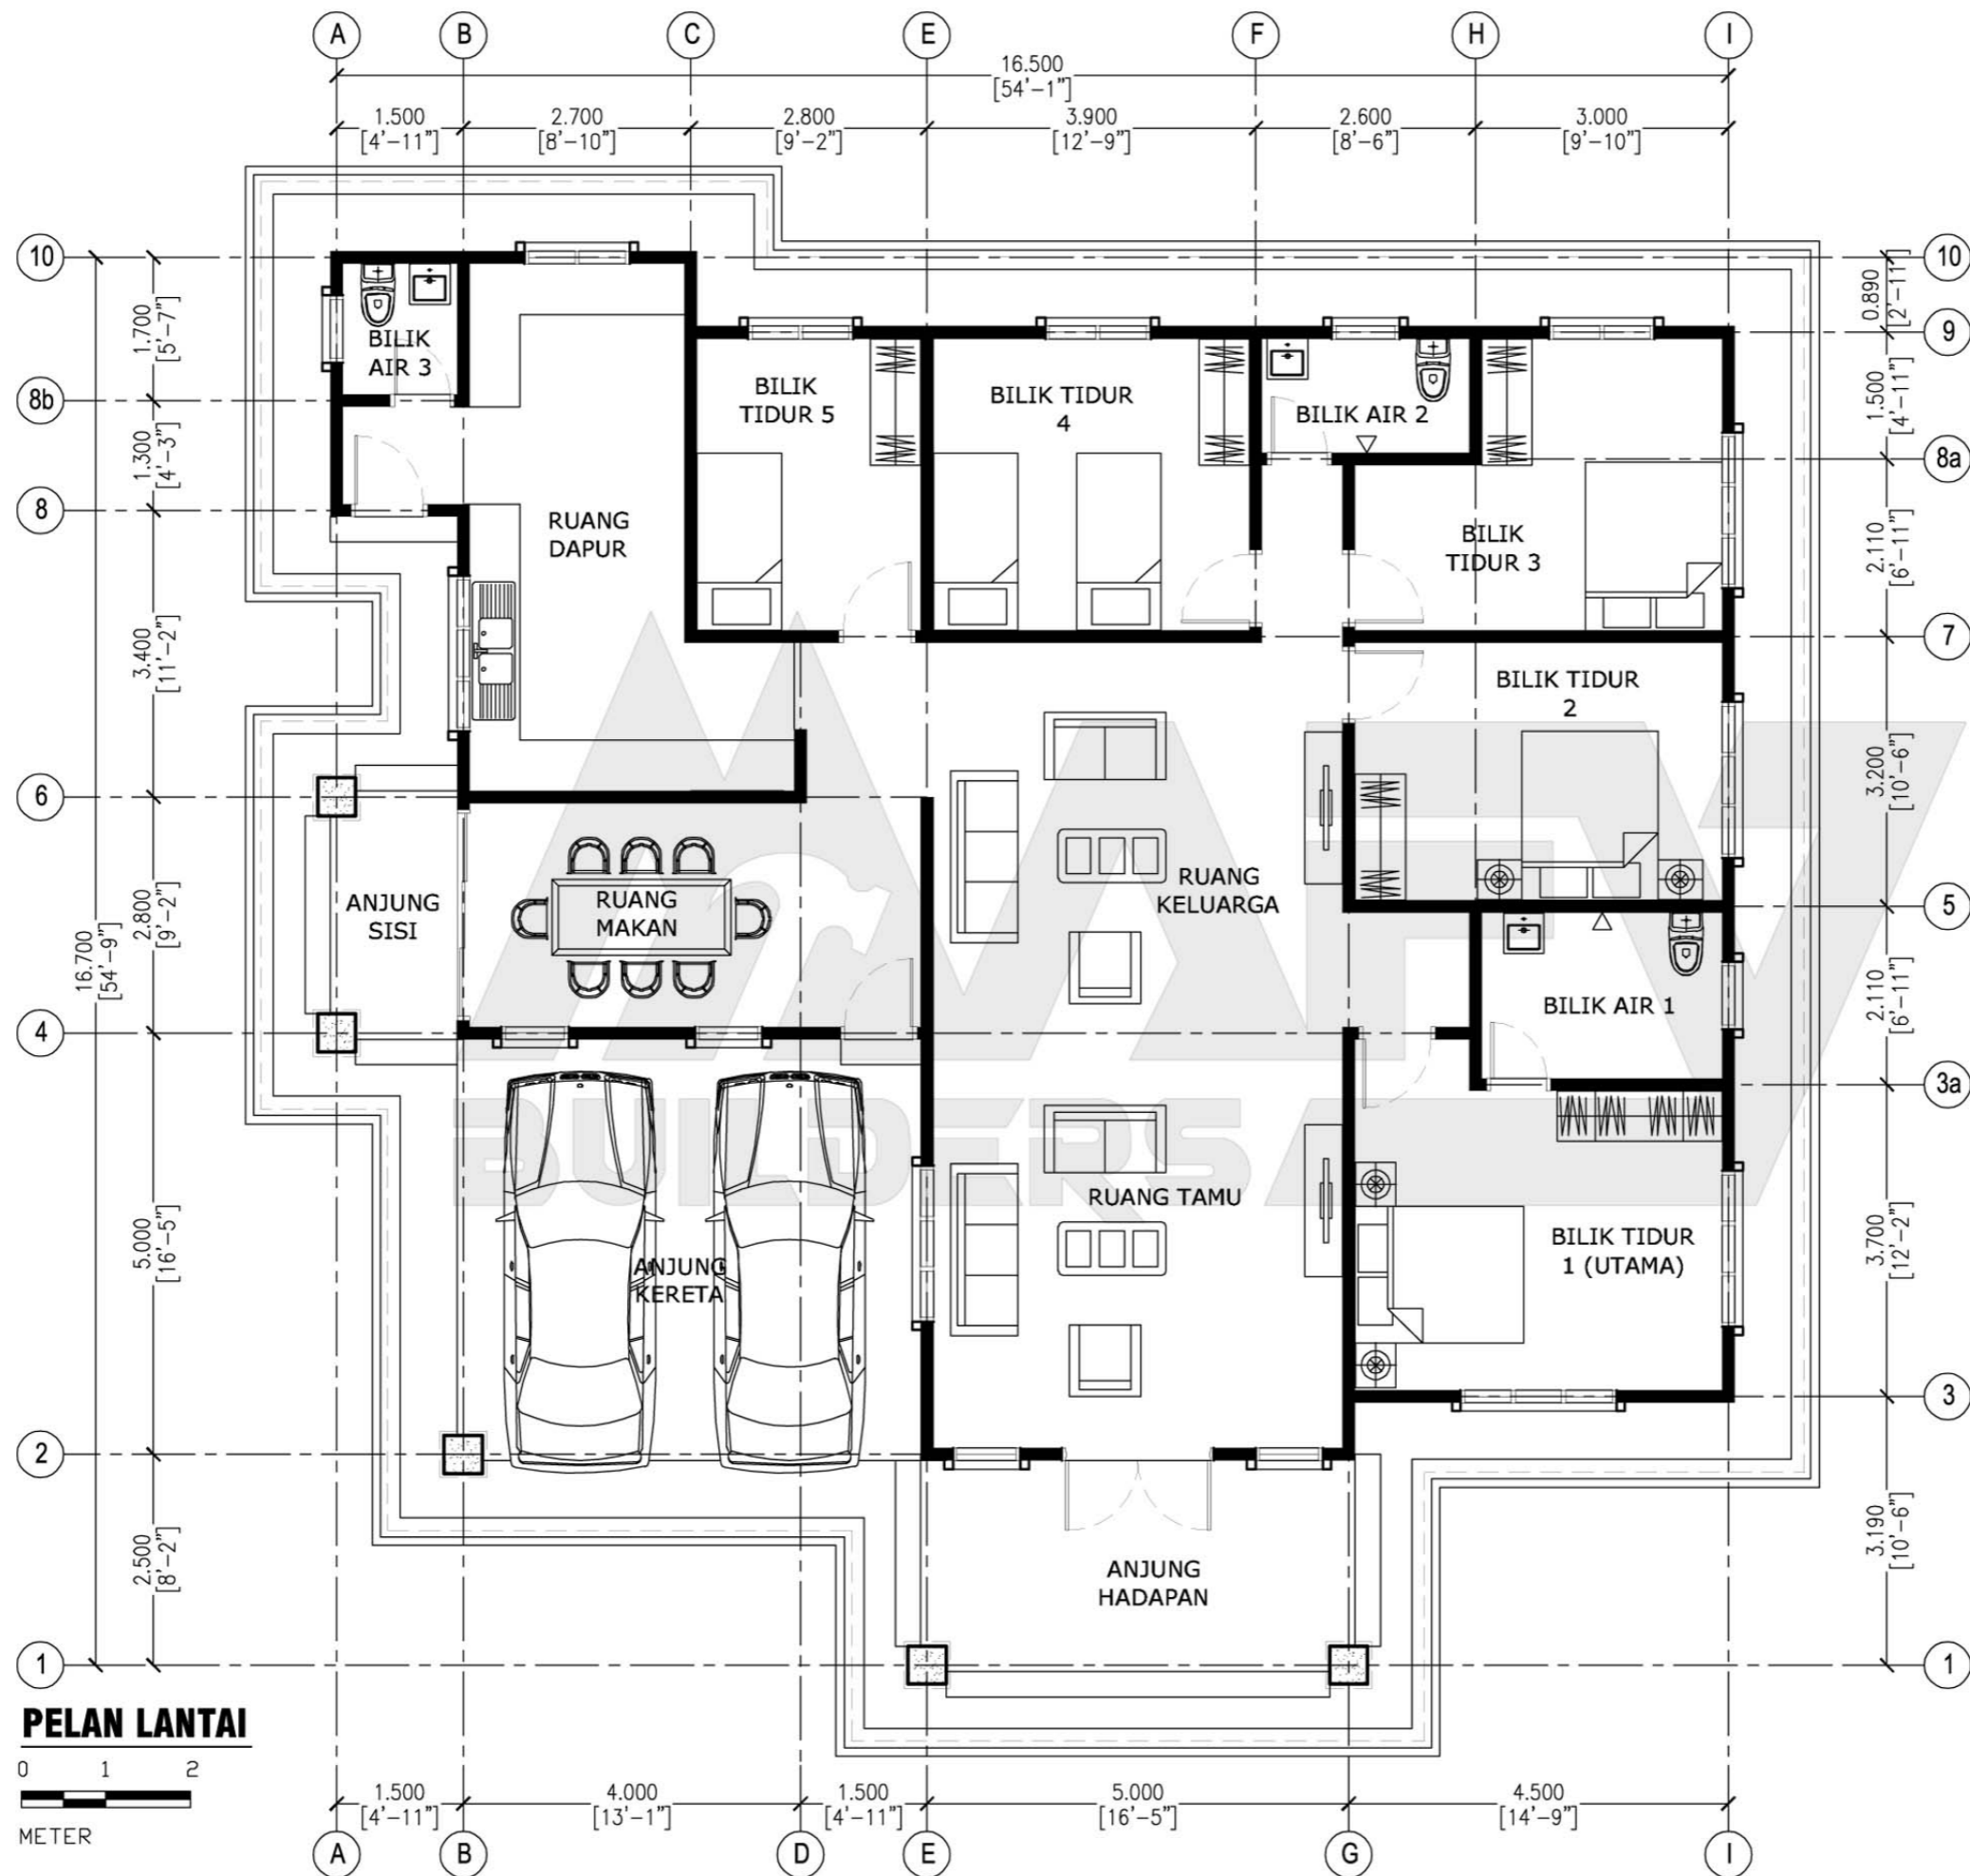 A B C E F H I
16.500
[54'-1"]
1.500 2.700 2.800 3.900 2.600 3.000
[4'-11"] [8'-10"] [9'-2"] [12'-9"] [8'-6"] [9'-10"]
10
8b
8
6
4
2
1
1.700
[5'-7"]
1.300
[4'-3"]
3.400
[11'-2"]
2.800
[9'-2"]
5.000
[16'-5"]
2.500
[8'-2"]
16.700
[54'-9"]
BILIK
AIR 3
RUANG
DAPUR
BILIK
TIDUR 5
BILIK TIDUR
4
BILIK AIR 2
BILIK
TIDUR 3
BILIK TIDUR
2
ANJUNG
SISI
RUANG
MAKAN
RUANG
KELUARGA
BILIK AIR 1
BUILDERS
RUANG TAMU
BILIK TIDUR
1 (UTAMA)
ANJUNG
KERETA
ANJUNG
HADAPAN
10
9
8a
7
5
3a
3
1
0.890
[2'-11"]
1.500
[4'-11"]
2.110
[6'-11"]
3.200
[10'-6"]
2.110
[6'-11"]
3.700
[12'-2"]
3.190
[10'-6"]
PELAN LANTAI
0 1 2
METER
1.500 4.000 1.500 5.000 4.500
[4'-11"] [13'-1"] [4'-11"] [16'-5"] [14'-9"]
A B D E G I